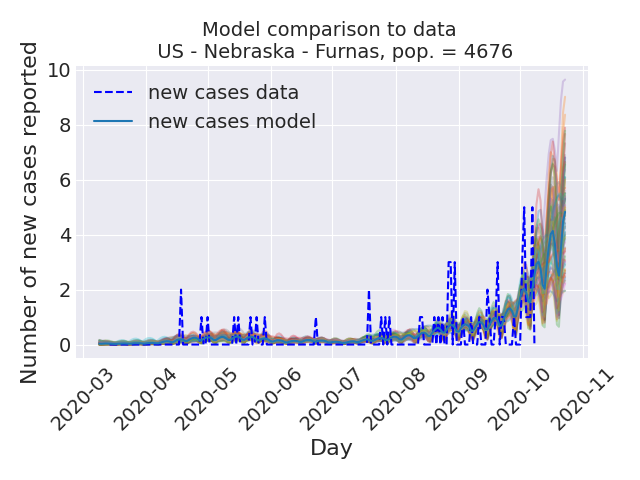 Model comparison to data
US - Nebraska - Furnas, pop. = 4676
Number of new cases reported
10
8
6
4
2
0
new cases data
new cases model
2020-03
2020-04
2020-05
2020-06
2020-07
2020-08
2020-09
2020-10
2020-11
Day